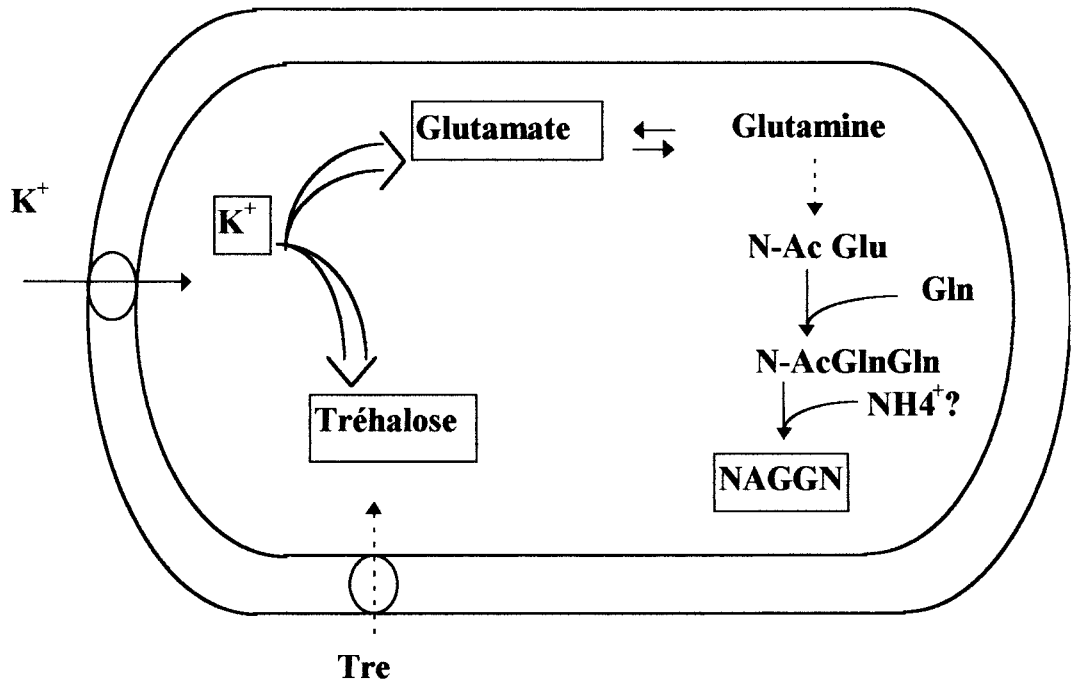 Glutamate
Glutamine
K⁺
K⁺
N-Ac Glu
Gln
N-AcGlnGln
NH4⁺?
Tréhalose
NAGGN
Tre